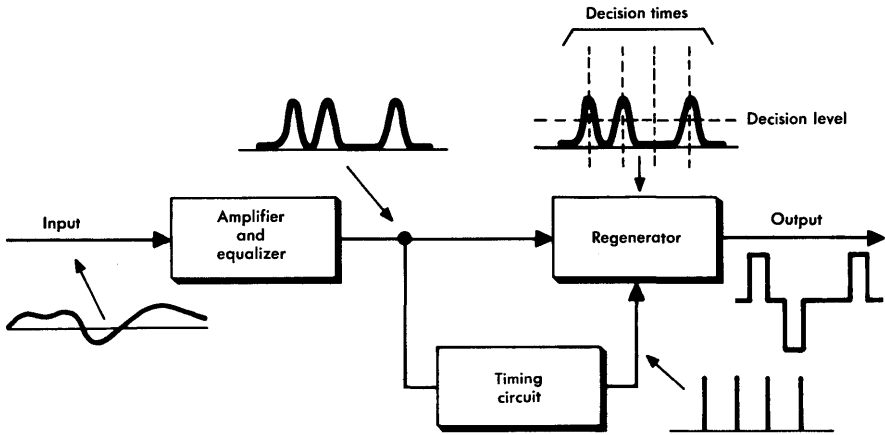 Decision times
Decision level
Input
Amplifier
and
equalizer
Regenerator
Output
Timing
circuit